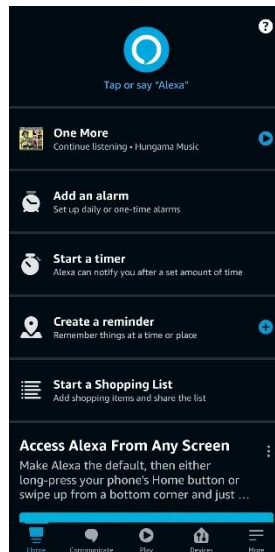 ?
Tap or say "Alexa"
One More
Continue listening • Hungama Music
Add an alarm
Set up daily or one-time alarms
Start a timer
Alexa can notify you after a set amount of time
Create a reminder
Remember things at a time or place
Start a Shopping List
Add shopping items and share the list
Access Alexa From Any Screen
Make Alexa the default, then either
long-press your phone's Home button or
swipe up from a bottom corner and just ...
Home Communicate Play Devices More